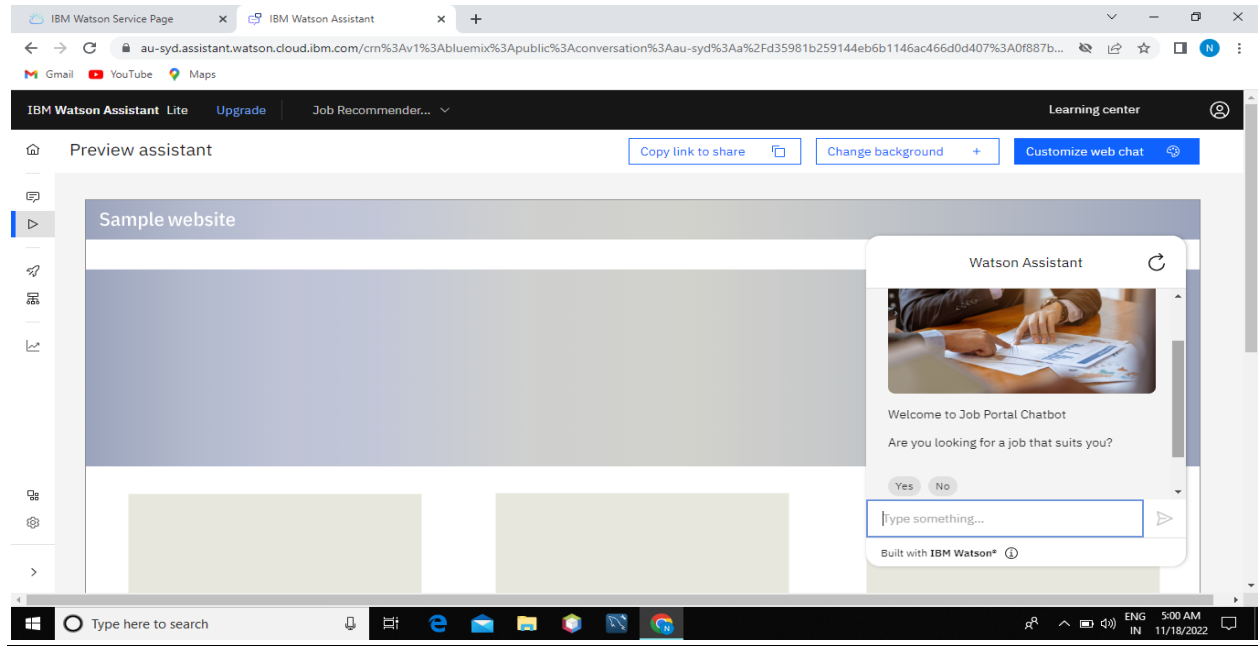 IBM Watson Service Page
IBM Watson Assistant
au-syd.assistant.watson.cloud.ibm.com/crn%3Av1%3Abluemix%3Apublic%3Aconversation%3Aau-syd%3Aa%2Fd35981b259144eb6b1146ac466d0d407%3A0f887b...
N
Gmail YouTube Maps
IBM Watson Assistant Lite Upgrade Job Recommender... Learning center
Preview assistant Copy link to share Change background + Customize web chat
Sample website
Watson Assistant
Welcome to Job Portal Chatbot
Are you looking for a job that suits you?
Yes No
Type something...
Built with IBM Watson®
Type here to search
ENG 5:00 AM
IN 11/18/2022